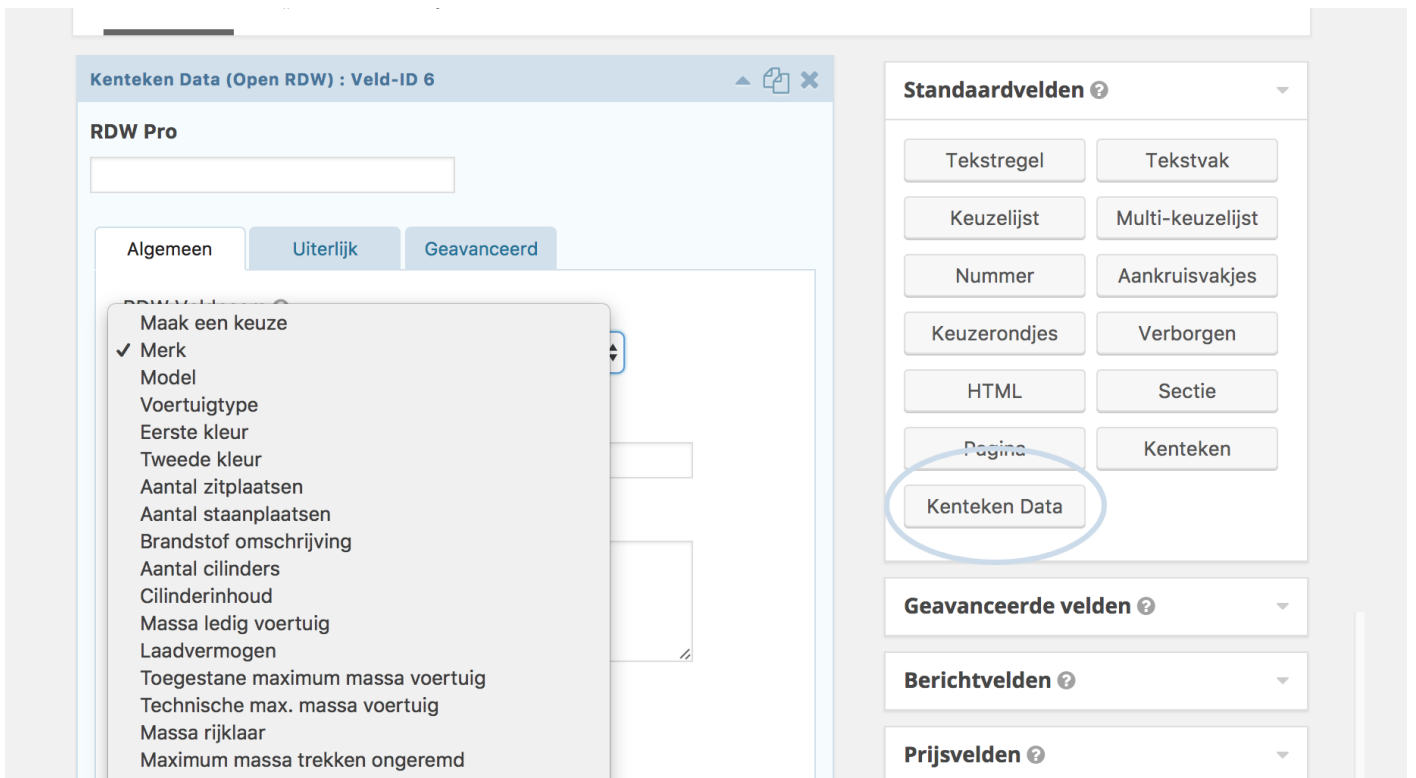 Kenteken Data (Open RDW) : Veld-ID 6
RDW Pro
Algemeen
Uiterlijk
Geavanceerd
Maak een keuze
✓ Merk
Model
Voertuigtype
Eerste kleur
Tweede kleur
Aantal zitplaatsen
Aantal staanplaatsen
Brandstof omschrijving
Aantal cilinders
Cilinderinhoud
Massa ledig voertuig
Laadvermogen
Toegestane maximum massa voertuig
Technische max. massa voertuig
Massa rijklaar
Maximum massa trekken ongeremd
Standaardvelden
Tekstregel
Tekstvak
Keuzelijst
Multi-keuzelijst
Nummer
Aankruisvakjes
Keuzerondjes
Verborgen
HTML
Sectie
Pagina
Kenteken
Kenteken Data
Geavanceerde velden
Berichtvelden
Prijsvelden